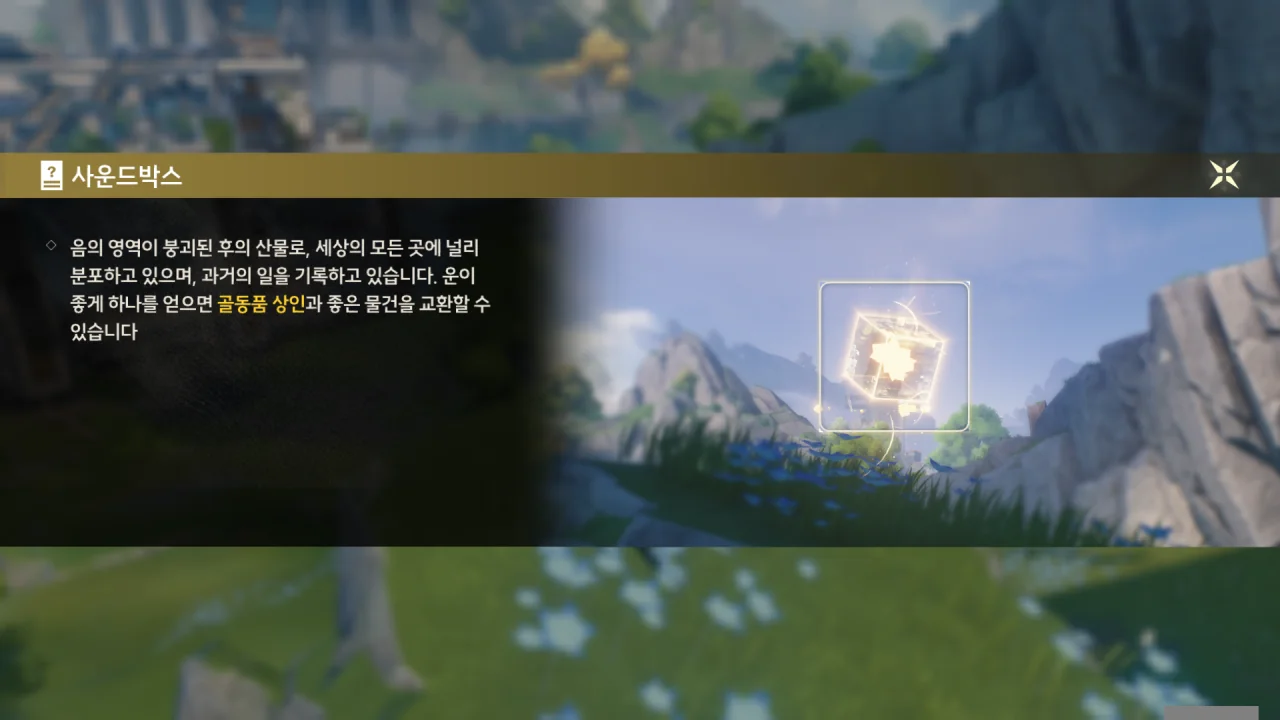 사운드박스
음의 영역이 붕괴된 후의 산물로, 세상의 모든 곳에 널리
분포하고 있으며, 과거의 일을 기록하고 있습니다. 운이
좋게 하나를 얻으면 골동품 상인과 좋은 물건을 교환할 수
있습니다